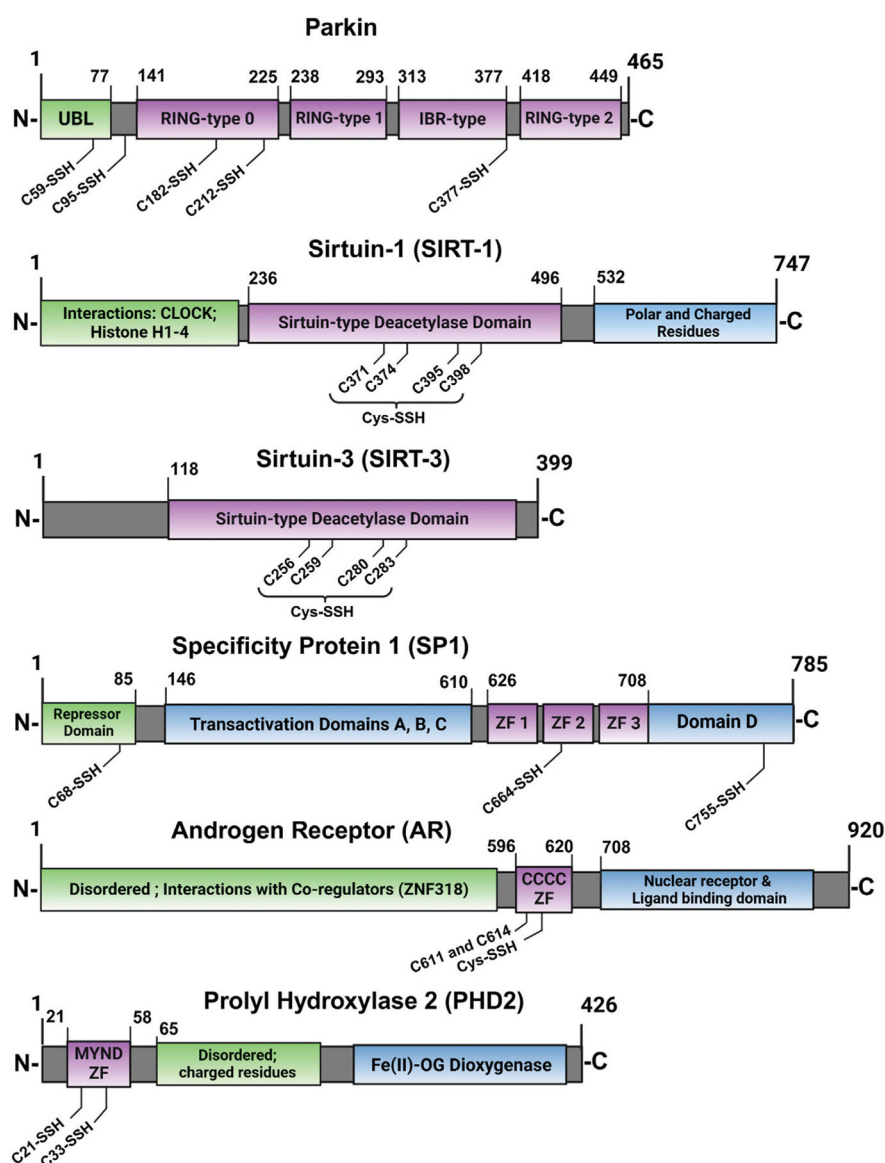 Parkin
1 77 141 225 238 293 313 377 418 449 465
N- UBL RING-type 0 RING-type 1 IBR-type RING-type 2 -C
C59-SSH C95-SSH C182-SSH C212-SSH C377-SSH
Sirtuin-1 (SIRT-1)
1 236 496 532 747
N- Interactions: CLOCK;
Histone H1-4
Sirtuin-type Deacetylase Domain
Polar and Charged
Residues
-C
C371 C374 C395 C398
Cys-SSH
Sirtuin-3 (SIRT-3)
1 118 399
N- Sirtuin-type Deacetylase Domain -C
C256 C259 C280 C283
Cys-SSH
Specificity Protein 1 (SP1)
1 85 146 610 626 708 785
N- Repressor
Domain
Transactivation Domains A, B, C ZF 1 ZF 2 ZF 3 Domain D -C
C68-SSH C664-SSH C755-SSH
Androgen Receptor (AR)
1 596 620 708 920
N- Disordered ; Interactions with Co-regulators (ZNF318)
CCCC
ZF
Nuclear receptor &
Ligand binding domain
-C
C611 and C614
Cys-SSH
Prolyl Hydroxylase 2 (PHD2)
1 21 58 65 426
N- MYND
ZF
Disordered;
charged residues
Fe(II)-OG Dioxygenase -C
C21-SSH C33-SSH